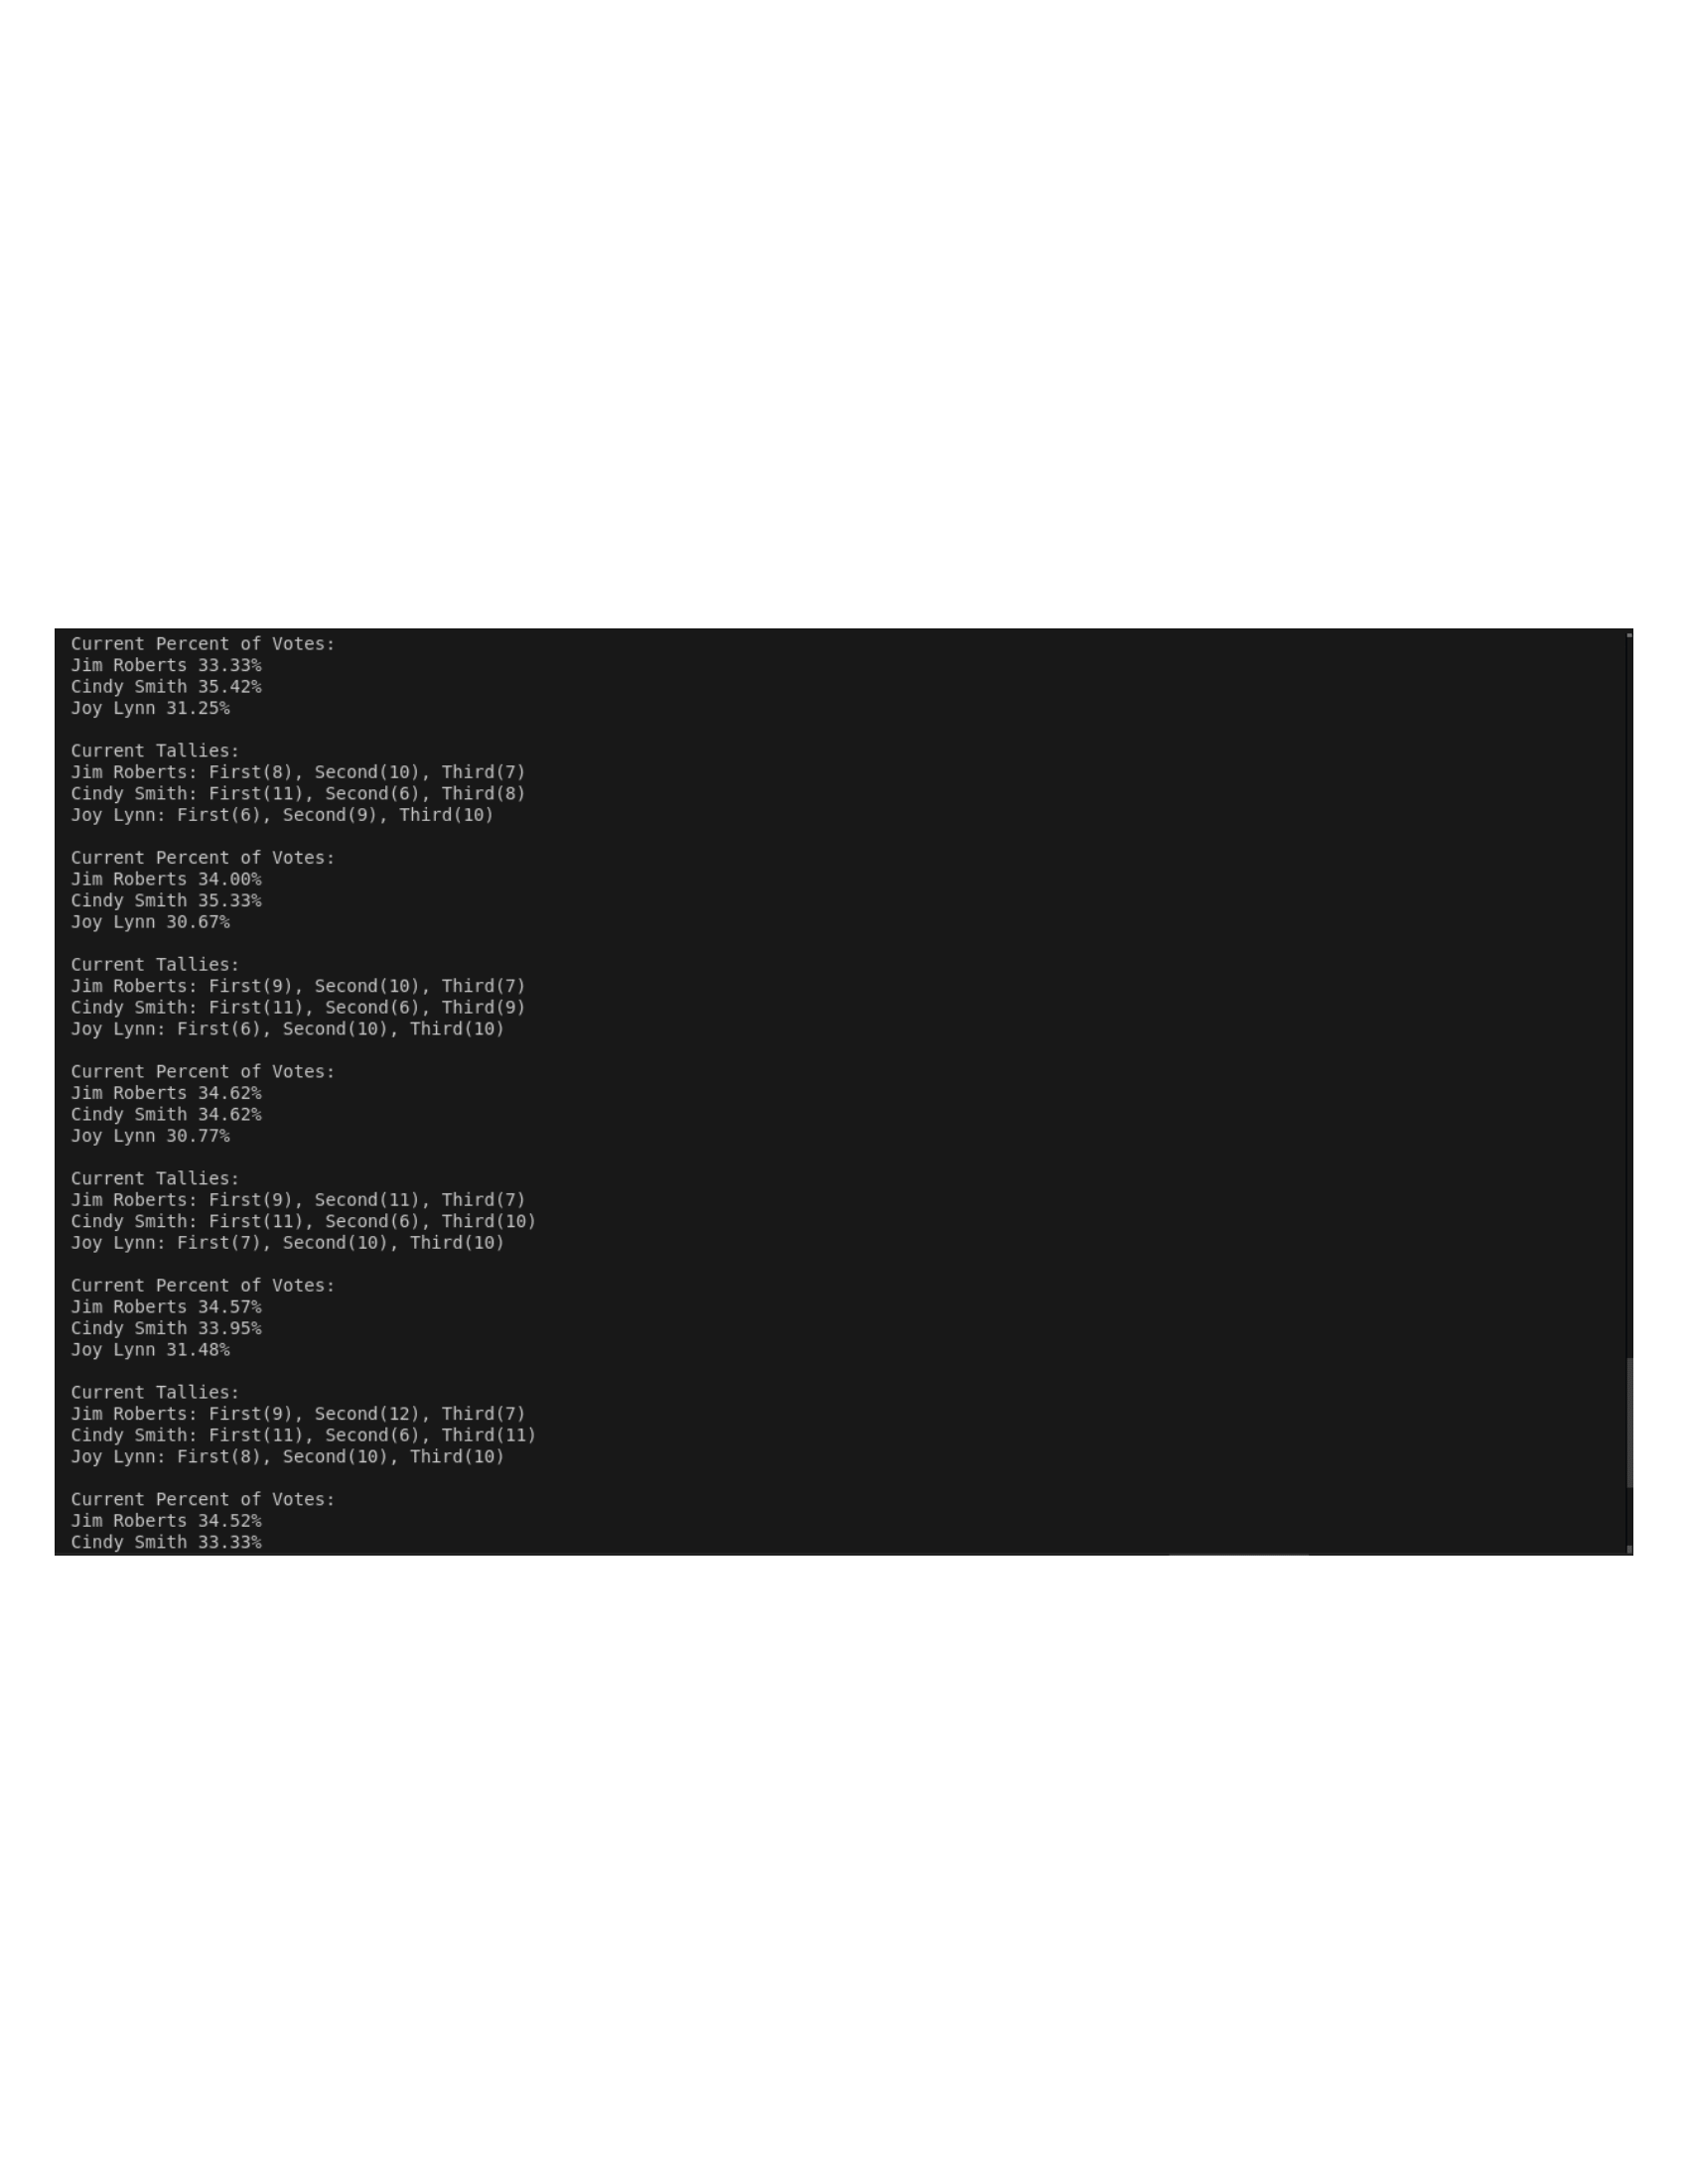 Current Percent of Votes:
Jim Roberts 33.33%
Cindy Smith 35.42%
Joy Lynn 31.25%
Current Tallies:
Jim Roberts: First(8), Second(10), Third(7)
Cindy Smith: First(11), Second(6), Third(8)
Joy Lynn: First(6), Second(9), Third(10)
Current Percent of Votes:
Jim Roberts 34.00%
Cindy Smith 35.33%
Joy Lynn 30.67%
Current Tallies:
Jim Roberts: First(9), Second(10), Third(7)
Cindy Smith: First(11), Second(6), Third(9)
Joy Lynn: First(6), Second(10), Third(10)
Current Percent of Votes:
Jim Roberts 34.62%
Cindy Smith 34.62%
Joy Lynn 30.77%
Current Tallies:
Jim Roberts: First(9), Second(11), Third(7)
Cindy Smith: First(11), Second(6), Third(10)
Joy Lynn: First(7), Second(10), Third(10)
Current Percent of Votes:
Jim Roberts 34.57%
Cindy Smith 33.95%
Joy Lynn 31.48%
Current Tallies:
Jim Roberts: First(9), Second(12), Third(7)
Cindy Smith: First(11), Second(6), Third(11)
Joy Lynn: First(8), Second(10), Third(10)
Current Percent of Votes:
Jim Roberts 34.52%
Cindy Smith 33.33%